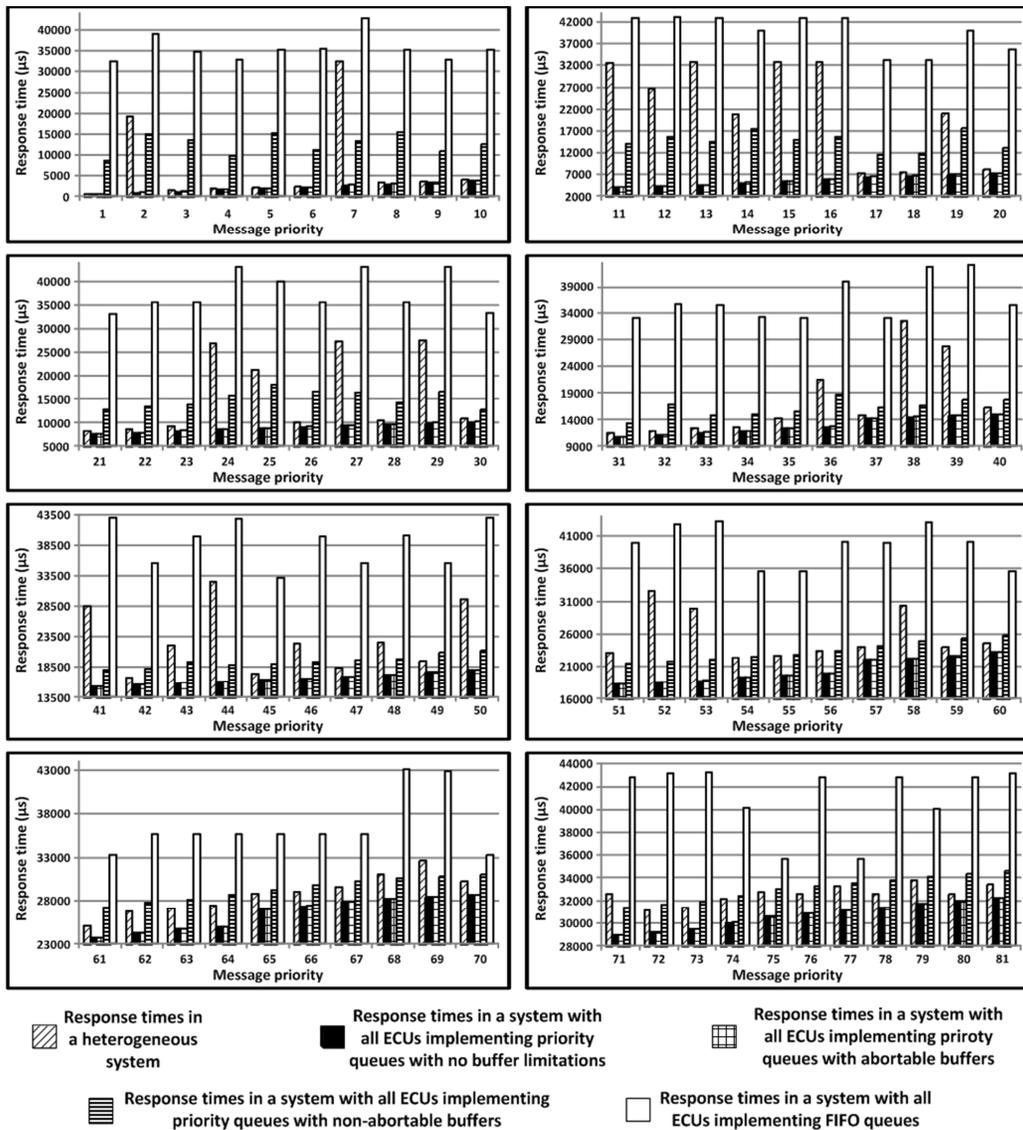 Response time (µs)
40000
35000
30000
25000
20000
15000
10000
5000
0
1 2 3 4 5 6 7 8 9 10
Message priority
Response time (µs)
42000
37000
32000
27000
22000
17000
12000
7000
2000
11 12 13 14 15 16 17 18 19 20
Message priority
Response time (µs)
40000
35000
30000
25000
20000
15000
10000
5000
21 22 23 24 25 26 27 28 29 30
Message priority
Response time (µs)
39000
34000
29000
24000
19000
14000
9000
31 32 33 34 35 36 37 38 39 40
Message priority
Response time (µs)
43500
38500
33500
28500
23500
18500
13500
41 42 43 44 45 46 47 48 49 50
Message priority
Response time (µs)
41000
36000
31000
26000
21000
16000
51 52 53 54 55 56 57 58 59 60
Message priority
Response time (µs)
43000
38000
33000
28000
23000
61 62 63 64 65 66 67 68 69 70
Message priority
Response time (µs)
44000
42000
40000
38000
36000
34000
32000
30000
28000
71 72 73 74 75 76 77 78 79 80 81
Message priority
Response times in
a heterogeneous
system
Response times in a system with
all ECUs implementing priority
queues with no buffer limitations
Response times in a system with
all ECUs implementing priroty
queues with abortable buffers
Response times in a system with all ECUs implementing
priority queues with non-abortable buffers
Response times in a system with all
ECUs implementing FIFO queues